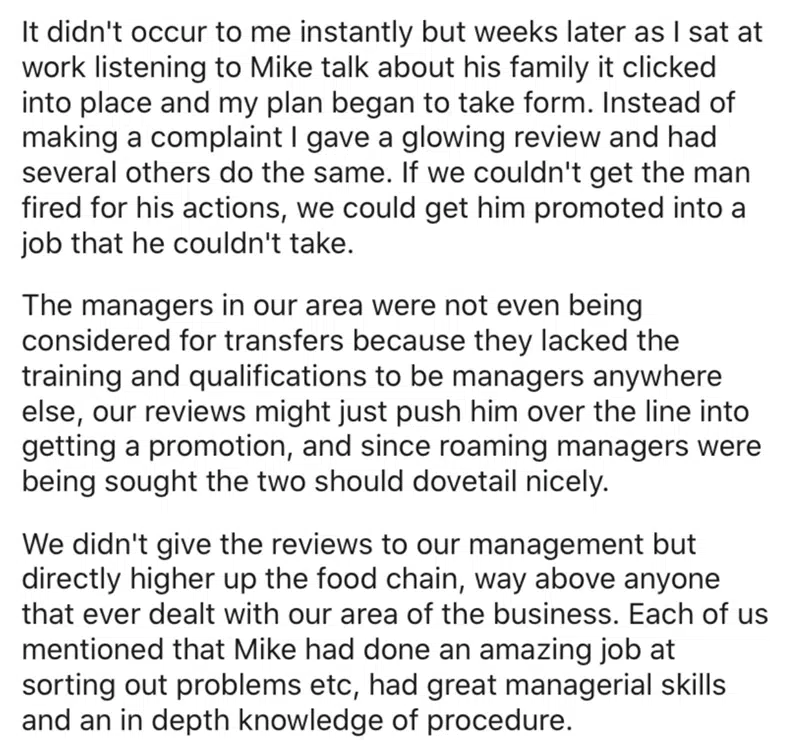 It didn't occur to me instantly but weeks later as I sat at
work listening to Mike talk about his family it clicked
into place and my plan began to take form. Instead of
making a complaint I gave a glowing review and had
several others do the same. If we couldn't get the man
fired for his actions, we could get him promoted into a
job that he couldn't take.
The managers in our area were not even being
considered for transfers because they lacked the
training and qualifications to be managers anywhere
else, our reviews might just push him over the line into
getting a promotion, and since roaming managers were
being sought the two should dovetail nicely.
We didn't give the reviews to our management but
directly higher up the food chain, way above anyone
that ever dealt with our area of the business. Each of us
mentioned that Mike had done an amazing job at
sorting out problems etc, had great managerial skills
and an in depth knowledge of procedure.